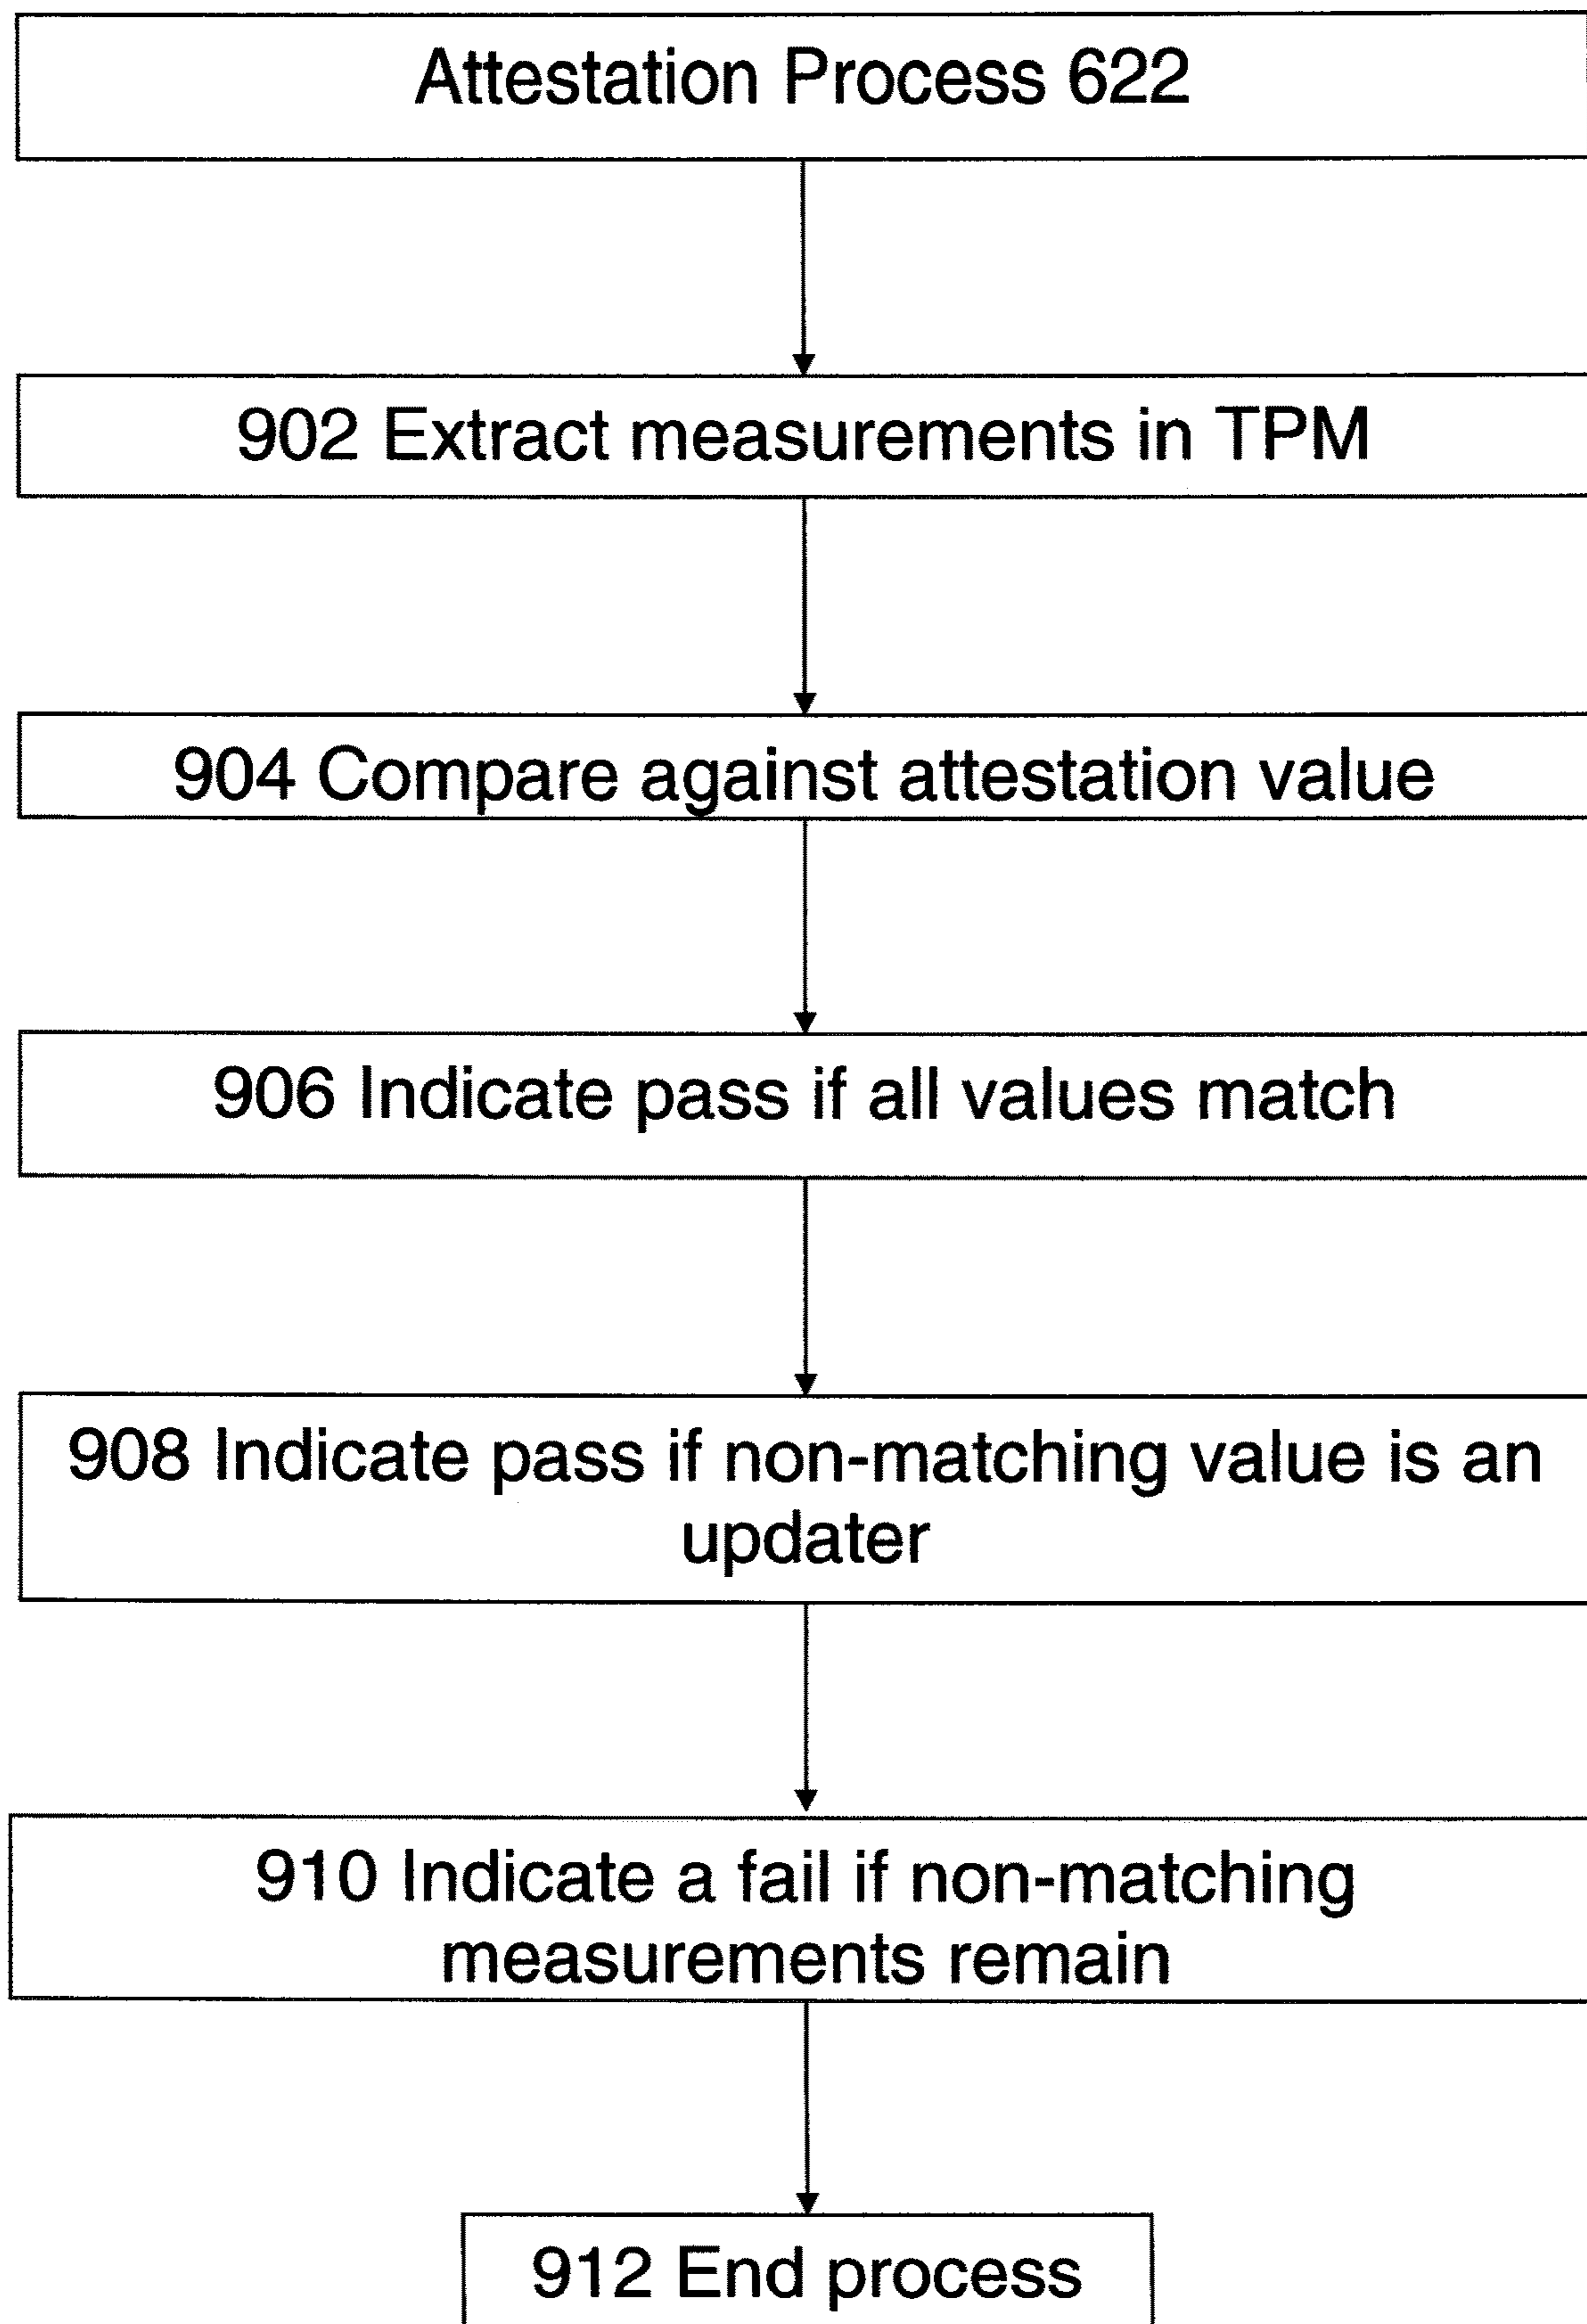 Attestation Process 622
902 Extract measurements in TPM
904 Compare against attestation value
906 Indicate pass if all values match
908 Indicate pass if non-matching value is an
updater
910 Indicate a fail if non-matching
measurements remain
912 End process